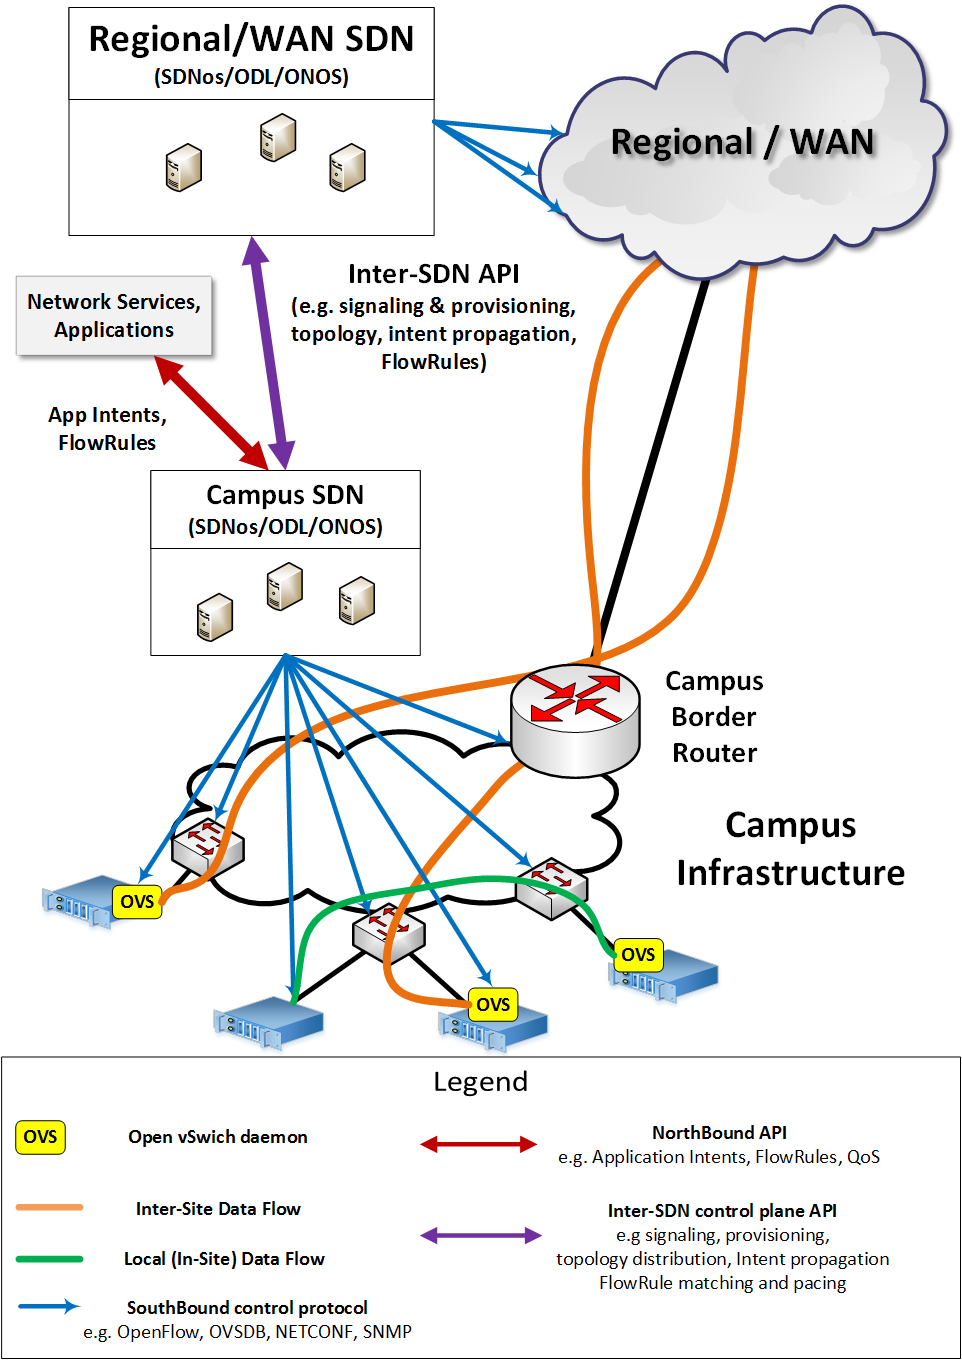 Regional/WAN SDN
(SDNos/ODL/ONOS)
Regional / WAN
Inter-SDN API
(e.g. signaling & provisioning,
topology, intent propagation,
FlowRules)
Network Services,
Applications
App Intents,
FlowRules
Campus SDN
(SDNos/ODL/ONOS)
Campus
Border
Router
Campus
Infrastructure
OVS
OVS
OVS
Legend
OVS
Open vSwich daemon
Inter-Site Data Flow
Local (In-Site) Data Flow
SouthBound control protocol
e.g. OpenFlow, OVSDB, NETCONF, SNMP
NorthBound API
e.g. Application Intents, FlowRules, QoS
Inter-SDN control plane API
e.g signaling, provisioning,
topology distribution, Intent propagation
FlowRule matching and pacing